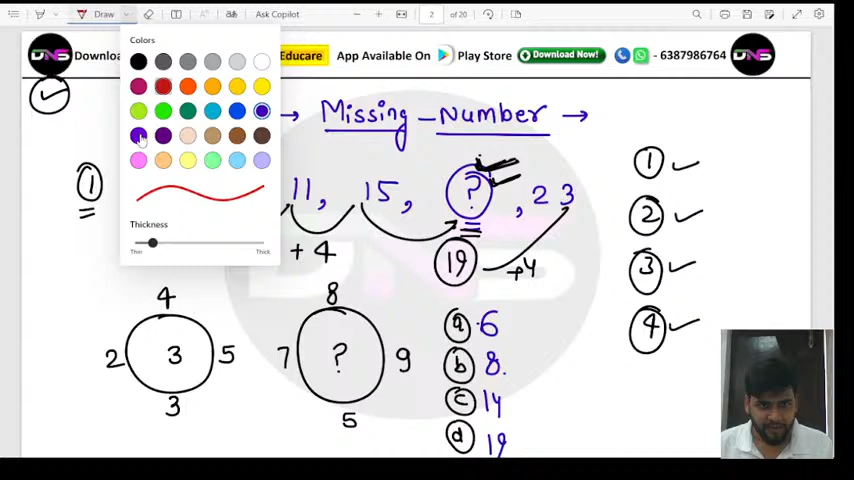 Draw
Ask Copilot
2 of 20
DNS Downloa
Educare
App Available On/
Play Store
Download Now!
6387986764
DNS
Colors
Thickness
Thin
Thick
→ Missing - Number →
1
11, 15, ?, 23
+4
19
+4
1
2
3
4
4
2 3 5
3
8
7 ? 9
5
a 6
b 8.
c 14
d 19